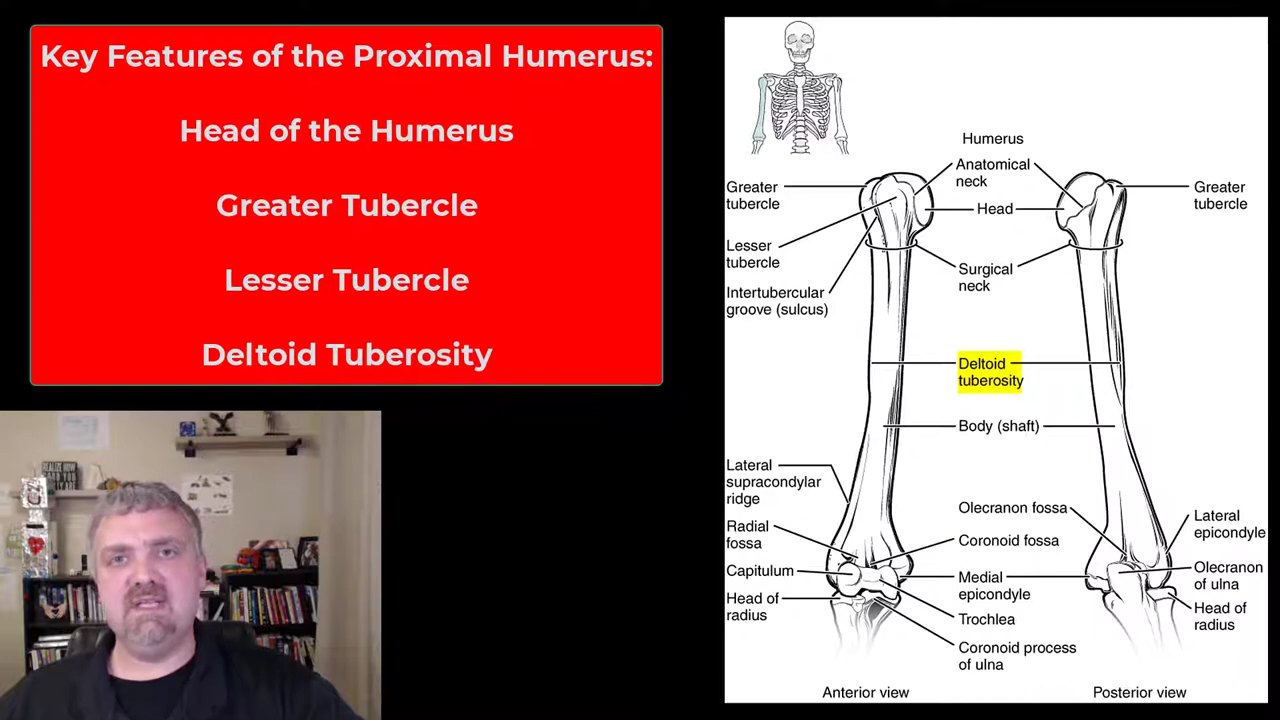 Key Features of the Proximal Humerus:
Head of the Humerus
Greater Tubercle
Lesser Tubercle
Deltoid Tuberosity
Humerus
Anatomical
neck
Greater
tubercle
Head
Greater
tubercle
Lesser
tubercle
Surgical
neck
Intertubercular
groove (sulcus)
Deltoid
tuberosity
Body (shaft)
Lateral
supracondylar
ridge
Radial
fossa
Capitulum
Head of
radius
Olecranon fossa
Coronoid fossa
Medial
epicondyle
Trochlea
Coronoid process
of ulna
Lateral
epicondyle
Olecranon
of ulna
Head of
radius
Anterior view
Posterior view
REALIZE HOW